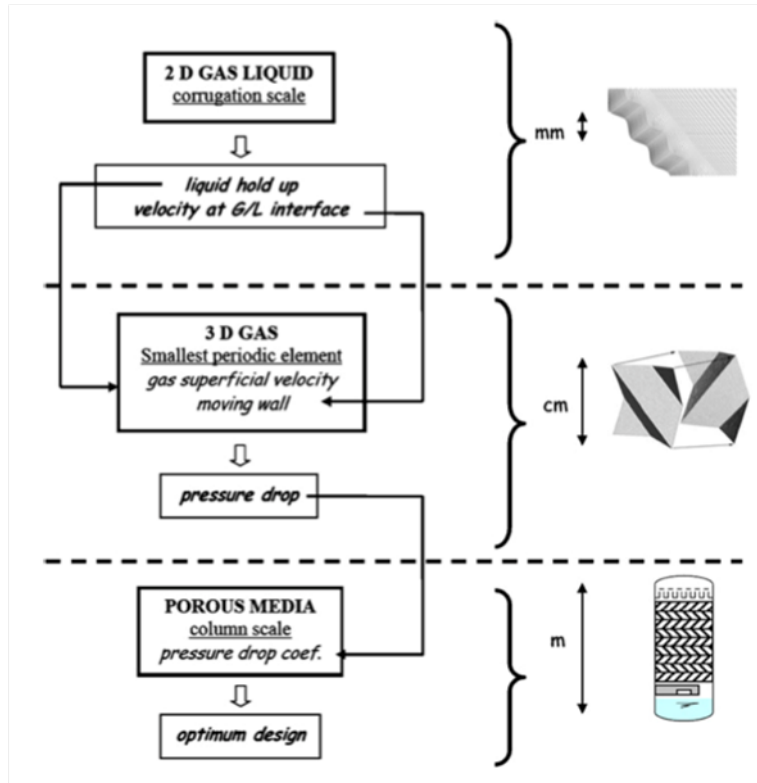 2 D GAS LIQUID
corrugation scale
liquid hold up
velocity at G/L interface
mm
3 D GAS
Smallest periodic element
gas superficial velocity
moving wall
cm
pressure drop
POROUS MEDIA
column scale
pressure drop coef.
m
optimum design